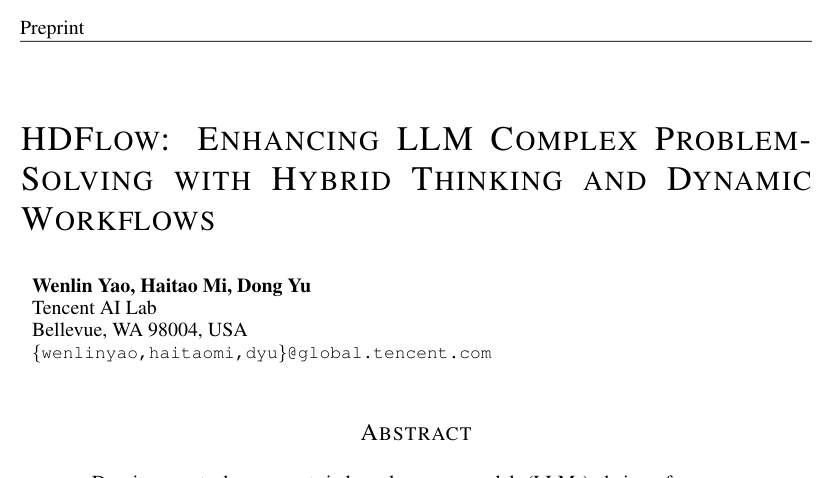 Preprint
HDFLOW: ENHANCING LLM COMPLEX PROBLEM-
SOLVING WITH HYBRID THINKING AND DYNAMIC
WORKFLOWS
Wenlin Yao, Haitao Mi, Dong Yu
Tencent AI Lab
Bellevue, WA 98004, USA
{wenlinyao,haitaomi,dyu}@global.tencent.com
ABSTRACT